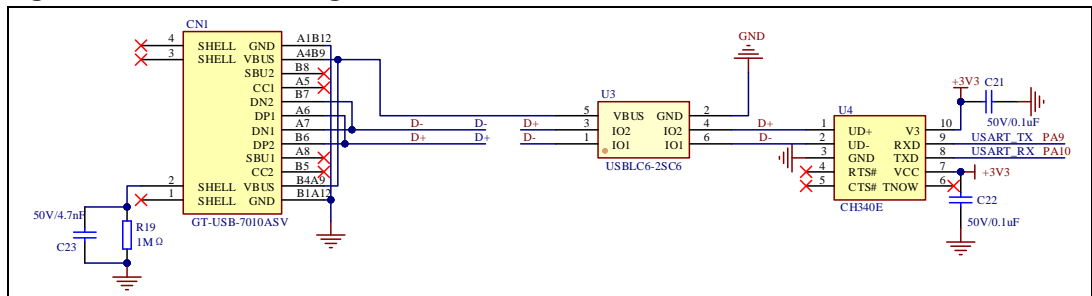 CN1
4 SHELL GND A1B12
3 SHELL VBUS A4B9
SBU2 B8
CC1 A5
DN2 B7
DP1 A6
DN1 A7 D- D-
DP2 B6 D+ D+
SBU1 A8
CC2 B5
2 SHELL VBUS B4A9
1 SHELL GND B1A12
GT-USB-7010ASV
50V/4.7nF
C23
R19
1MΩ
GND
U3
5 VBUS GND 2
D+ 3 IO2 IO2 4 D+
D- 1 IO1 IO1 6 D-
USBLC6-2SC6
U4
1 UD+ V3 10
2 UD- RXD 9 USART_TX PA9
3 GND TXD 8 USART_RX PA10
4 RTS# VCC 7 +3V3
5 CTS# TNOW 6
CH340E
+3V3
C21
50V/0.1uF
C22
50V/0.1uF